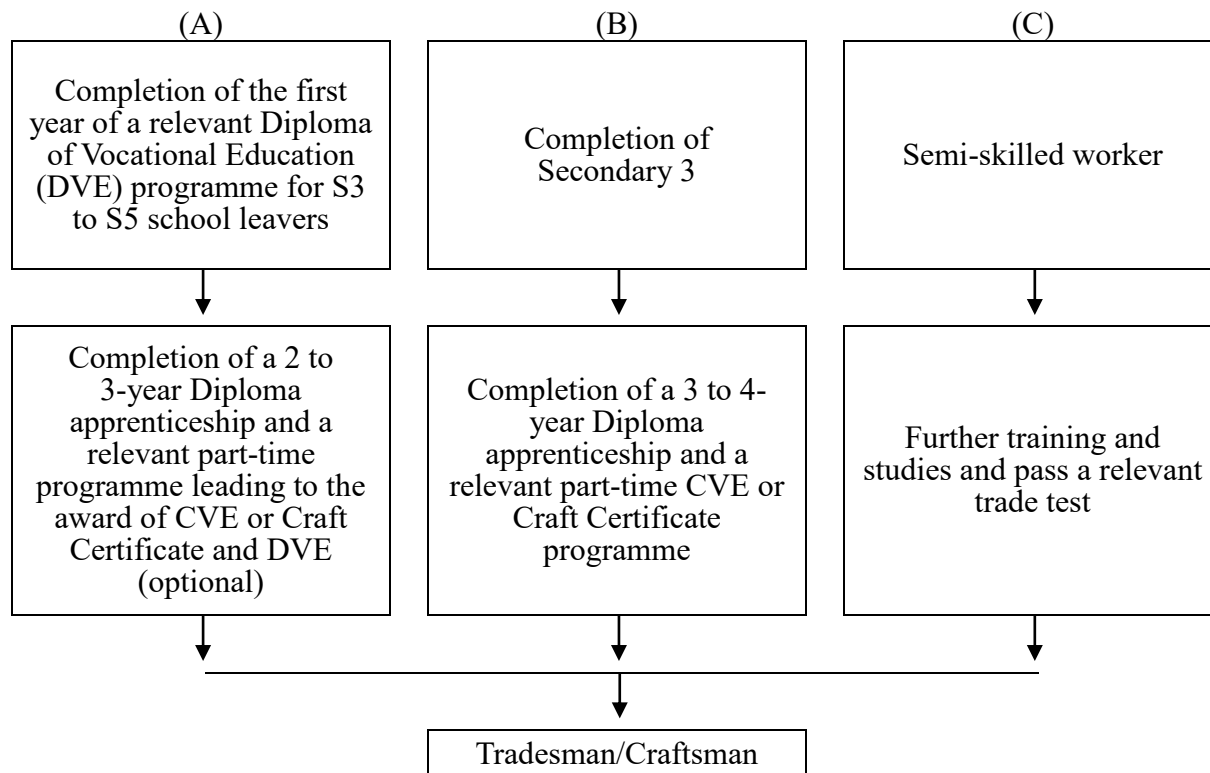 (A)
Completion of the first
year of a relevant Diploma
of Vocational Education
(DVE) programme for S3
to S5 school leavers
Completion of a 2 to
3-year Diploma
apprenticeship and a
relevant part-time
programme leading to the
award of CVE or Craft
Certificate and DVE
(optional)
(B)
Completion of
Secondary 3
Completion of a 3 to 4-
year Diploma
apprenticeship and a
relevant part-time CVE or
Craft Certificate
programme
(C)
Semi-skilled worker
Further training and
studies and pass a relevant
trade test
Tradesman/Craftsman